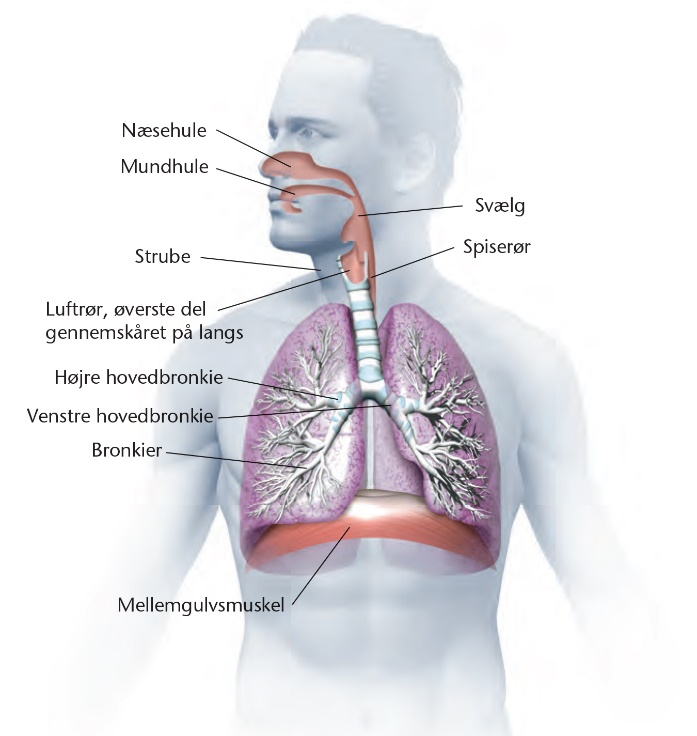 Næsehule
Mundhule
Svælg
Spiserør
Strube
Luftrør, øverste del
gennemskåret på langs
Højre hovedbronkie
Venstre hovedbronkie
Bronkier
Mellemgulvsmuskel